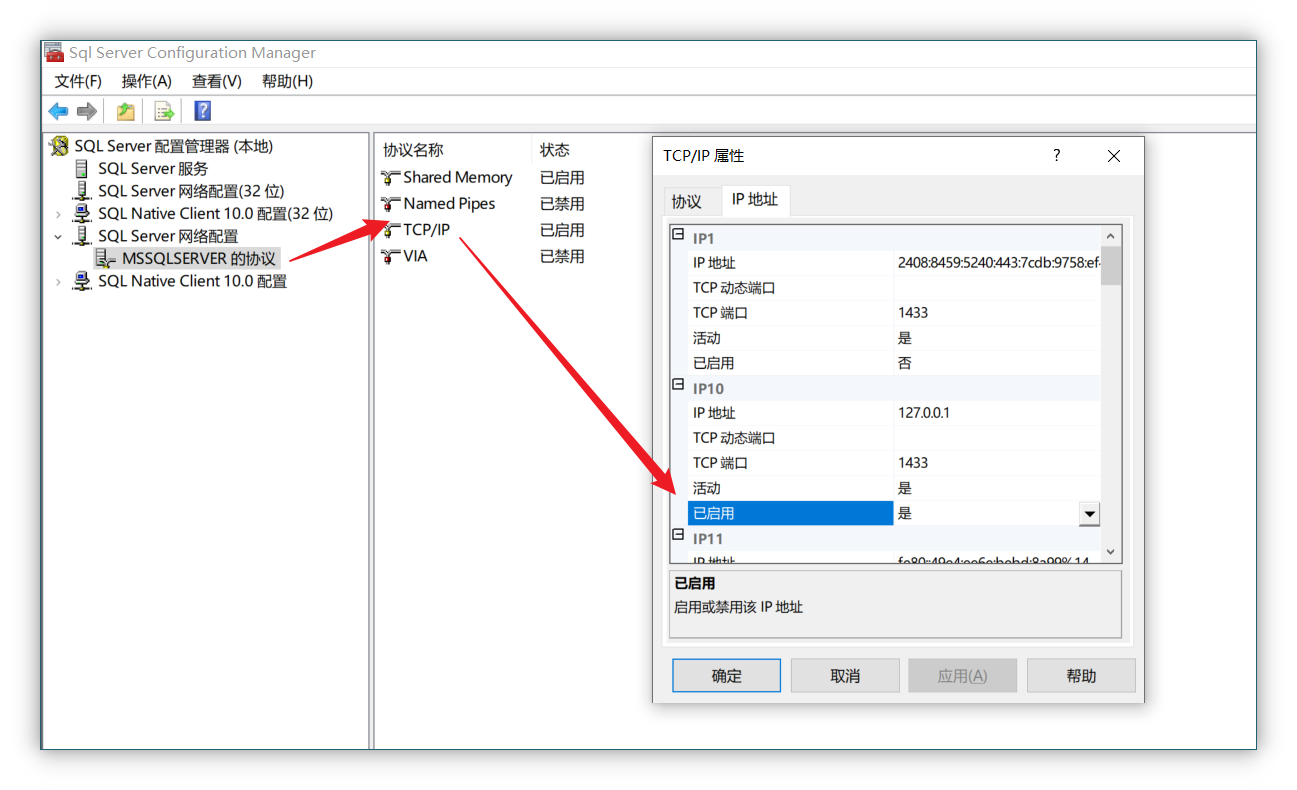 Sql Server Configuration Manager
文件(F) 操作(A) 查看(V) 帮助(H)
SQL Server 配置管理器 (本地)
SQL Server 服务
SQL Server 网络配置(32 位)
SQL Native Client 10.0 配置(32 位)
SQL Server 网络配置
MSSQLSERVER 的协议
SQL Native Client 10.0 配置
协议名称 状态
Shared Memory 已启用
Named Pipes 已禁用
TCP/IP 已启用
VIA 已禁用
TCP/IP 属性
协议 IP 地址
IP1
IP 地址 2408:8459:5240:443:7cdb:9758:ef
TCP 动态端口
TCP 端口 1433
活动 是
已启用 否
IP10
IP 地址 127.0.0.1
TCP 动态端口
TCP 端口 1433
活动 是
已启用 是
IP11
IP 地址
已启用
启用或禁用该 IP 地址
确定 取消 应用(A) 帮助